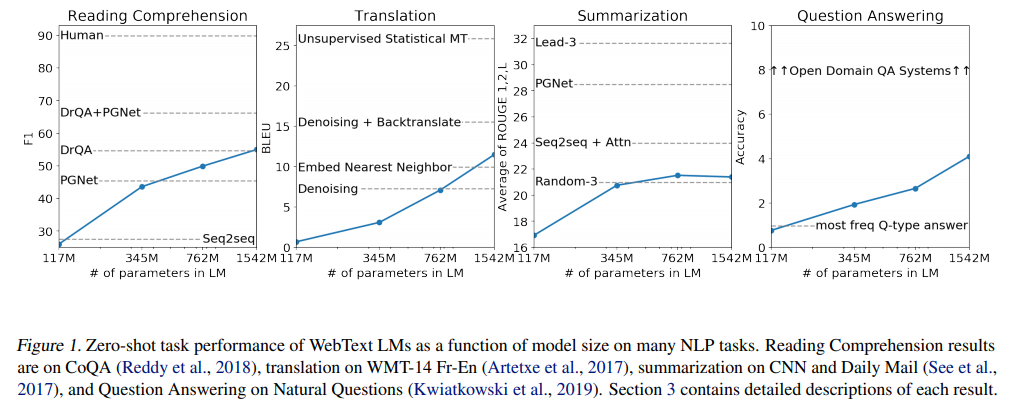 Reading Comprehension
90
80
70
60
50
40
30
F1
Human
DrQA+PGNet
DrQA
PGNet
Seq2seq
117M 345M 762M 1542M
# of parameters in LM
Translation
25
20
15
10
5
0
BLEU
Unsupervised Statistical MT
Denoising + Backtranslate
Embed Nearest Neighbor
Denoising
117M 345M 762M 1542M
# of parameters in LM
Summarization
32
30
28
26
24
22
20
18
16
Average of ROUGE 1,2,L
Lead-3
PGNet
Seq2seq + Attn
Random-3
117M 345M 762M 1542M
# of parameters in LM
Question Answering
10
8
6
4
2
0
Accuracy
↑↑Open Domain QA Systems↑↑
most freq Q-type answer
117M 345M 762M 1542M
# of parameters in LM
Figure 1. Zero-shot task performance of WebText LMs as a function of model size on many NLP tasks. Reading Comprehension results
are on CoQA (Reddy et al., 2018), translation on WMT-14 Fr-En (Artetxe et al., 2017), summarization on CNN and Daily Mail (See et al.,
2017), and Question Answering on Natural Questions (Kwiatkowski et al., 2019). Section 3 contains detailed descriptions of each result.